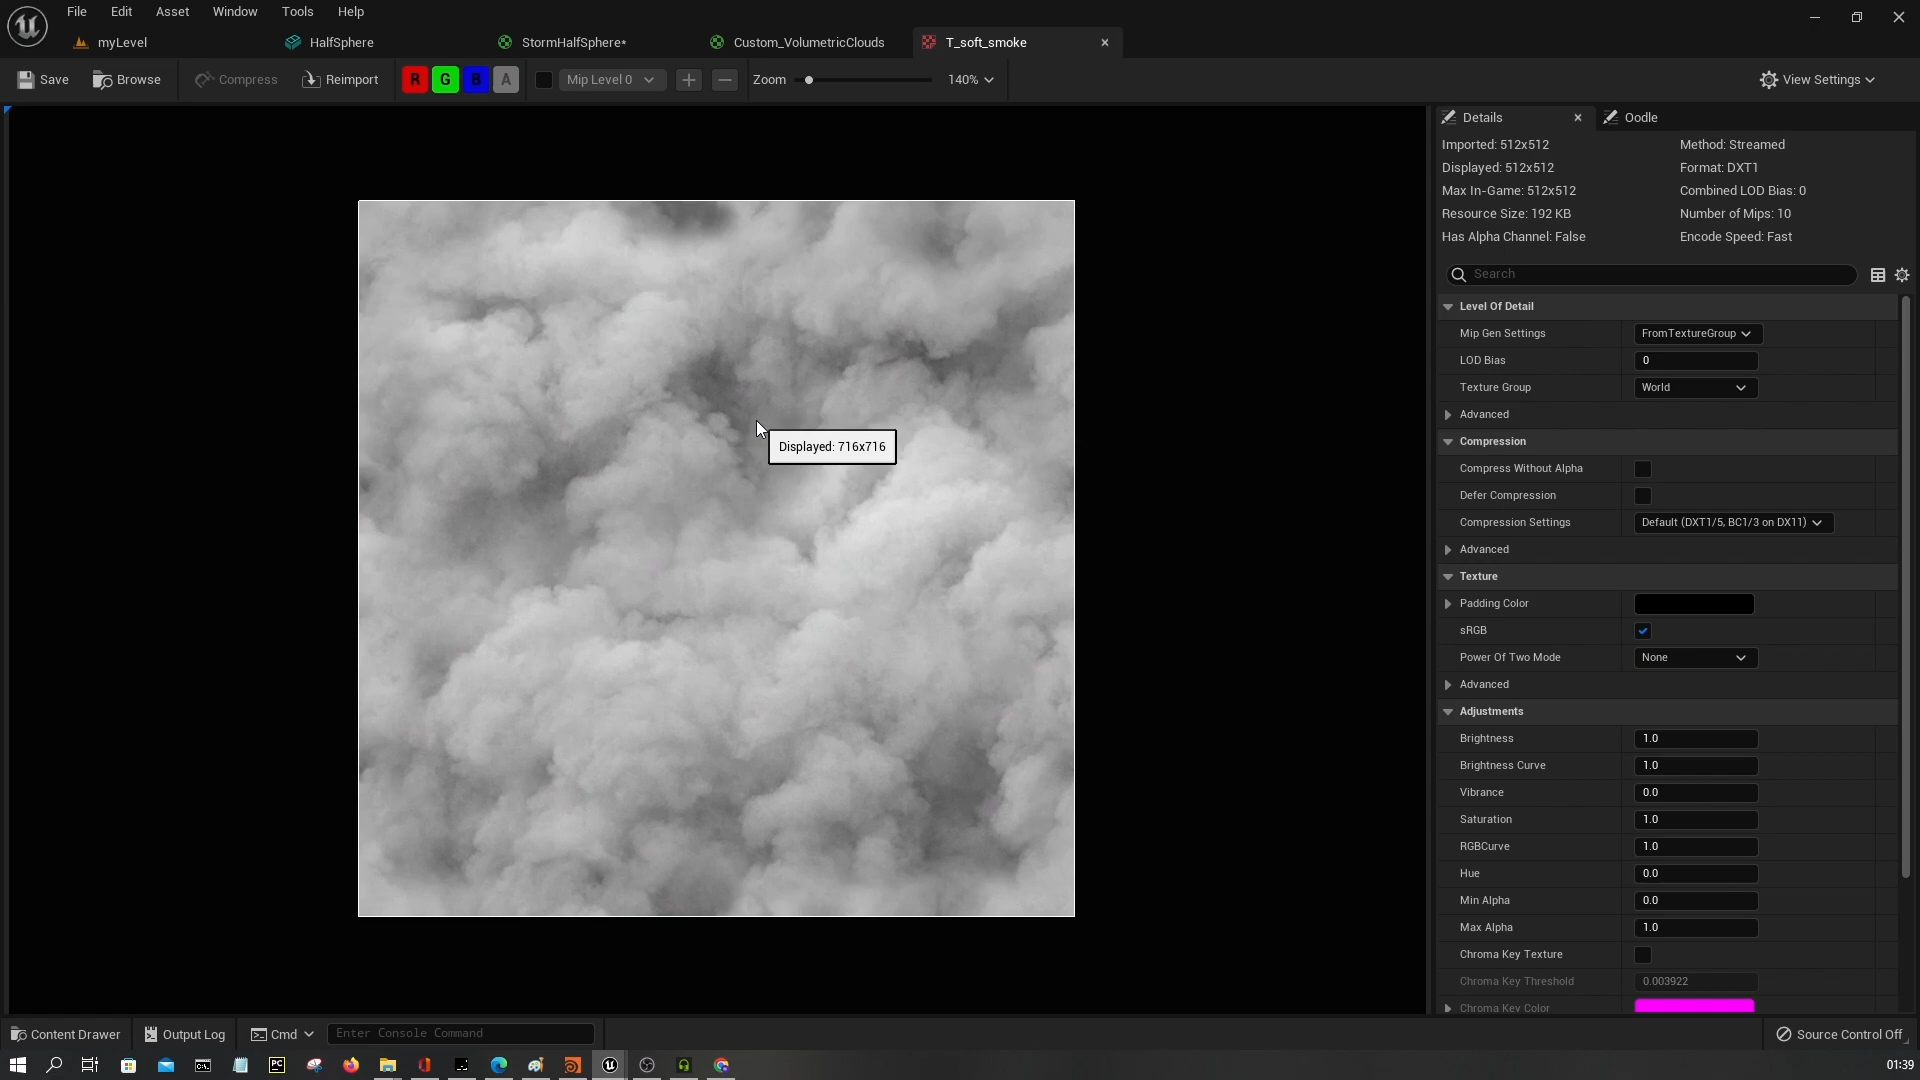 File Edit Asset Window Tools Help
myLevel HalfSphere StormHalfSphere* Custom_VolumetricClouds T_soft_smoke
Save Browse Compress Reimport R G B A Mip Level 0 Zoom 140% View Settings
Details Oodle
Imported: 512x512 Method: Streamed
Displayed: 512x512 Format: DXT1
Max In-Game: 512x512 Combined LOD Bias: 0
Resource Size: 192 KB Number of Mips: 10
Has Alpha Channel: False Encode Speed: Fast
Search
Level Of Detail
Mip Gen Settings FromTextureGroup
LOD Bias 0
Texture Group World
Advanced
Compression
Displayed: 716x716
Compress Without Alpha
Defer Compression
Compression Settings Default (DXT1/5, BC1/3 on DX11)
Advanced
Texture
Padding Color
sRGB
Power Of Two Mode None
Advanced
Adjustments
Brightness 1.0
Brightness Curve 1.0
Vibrance 0.0
Saturation 1.0
RGBCurve 1.0
Hue 0.0
Min Alpha 0.0
Max Alpha 1.0
Chroma Key Texture
Chroma Key Threshold 0.003922
Chroma Key Color
Content Drawer Output Log Cmd Enter Console Command Source Control Off
PC 01:39